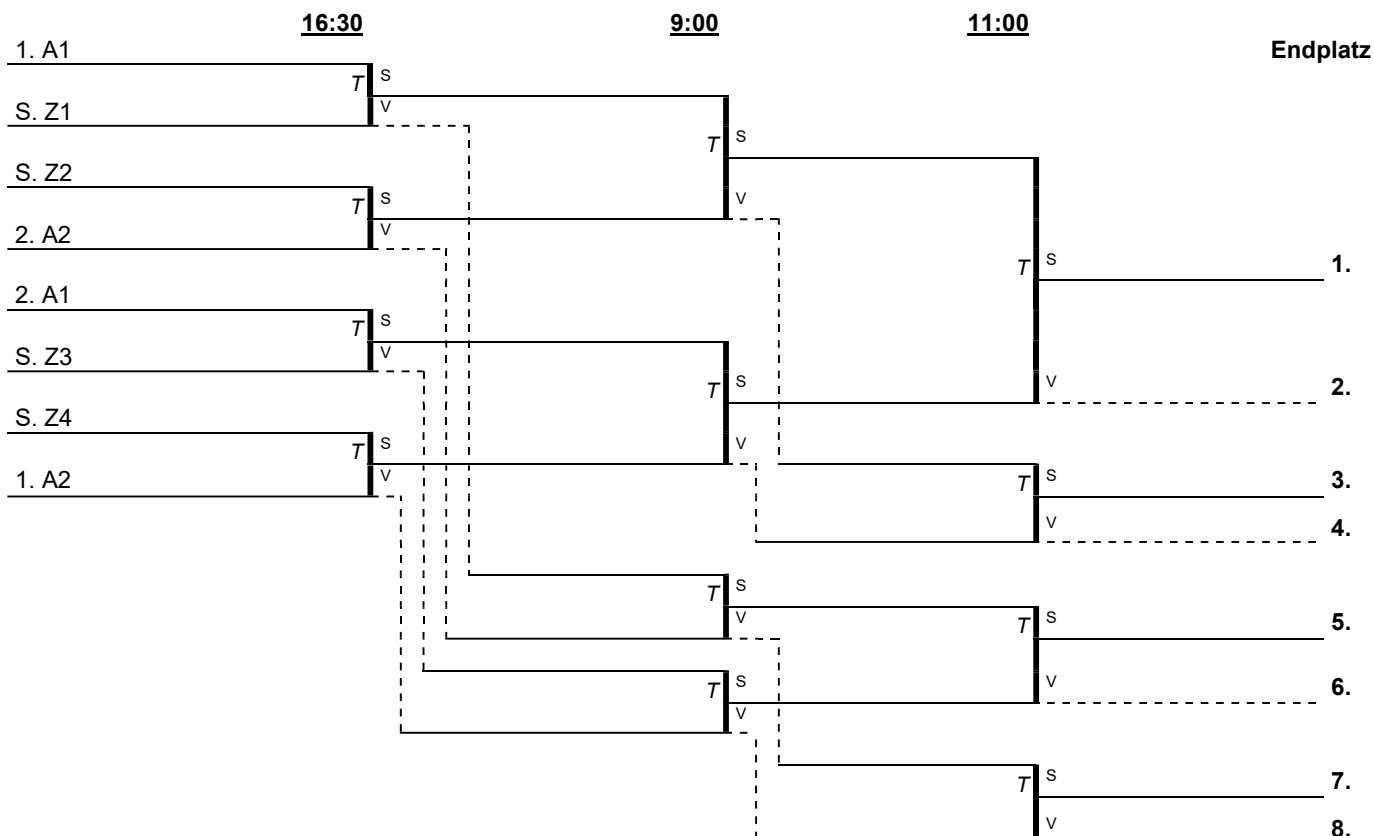 16:30 9:00 11:00
Endplatz
1. A1
T S
V
S. Z1
T S
V
S. Z2
T S
V
2. A2
T S
1.
2. A1
T S
V
S. Z3
T S
V
2.
S. Z4
T S
V
1. A2
T S
3.
V
4.
T S
V
T S
5.
T S
V
V
6.
T S
7.
V
8.